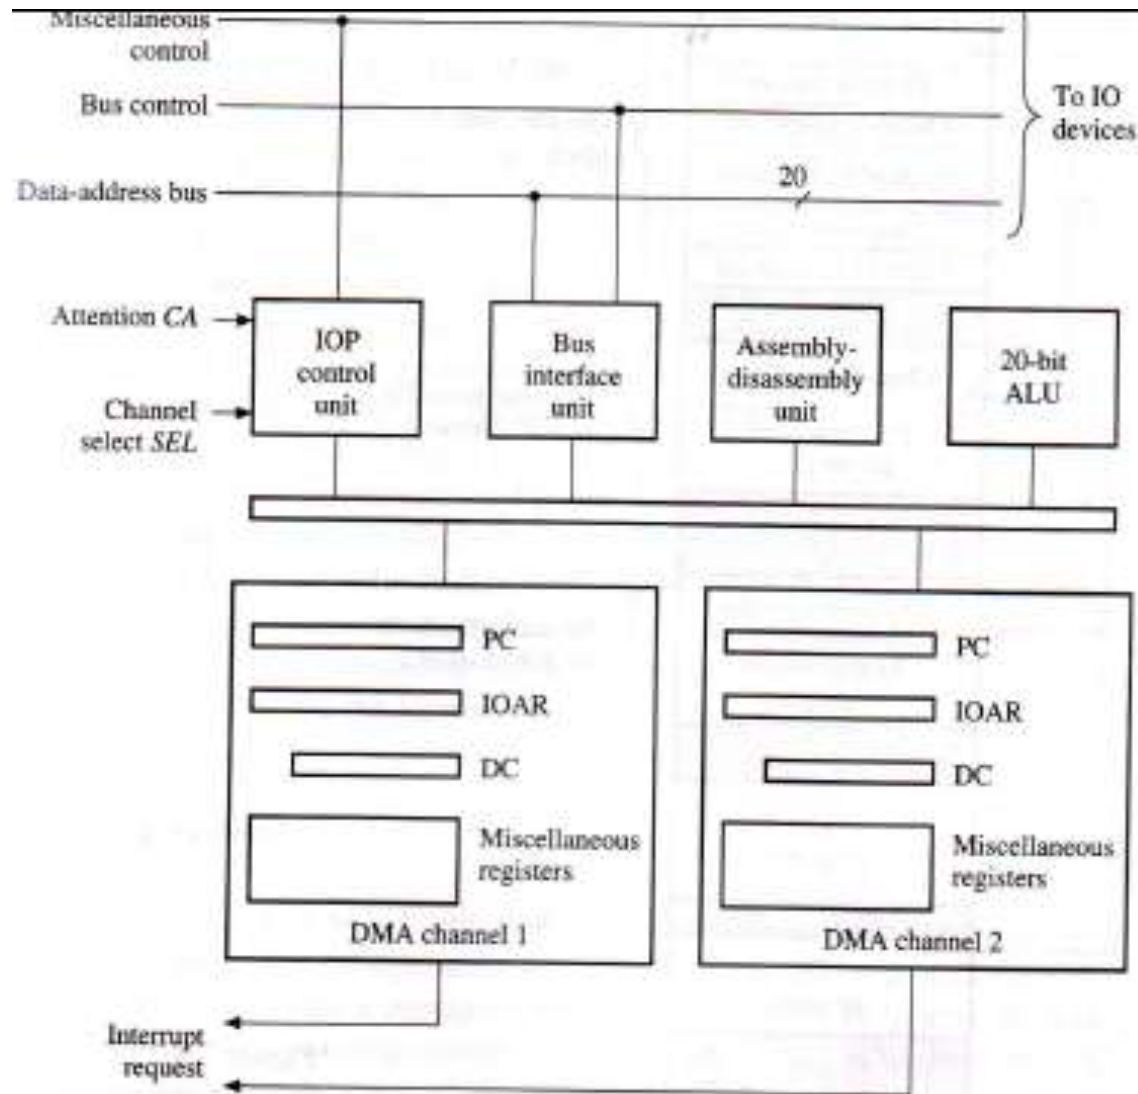 Miscellaneous
control
Bus control
Data-address bus
20
To IO
devices
Attention CA
Channel
select SEL
IOP
control
unit
Bus
interface
unit
Assembly-
disassembly
unit
20-bit
ALU
PC
IOAR
DC
Miscellaneous
registers
DMA channel 1
PC
IOAR
DC
Miscellaneous
registers
DMA channel 2
Interrupt
request